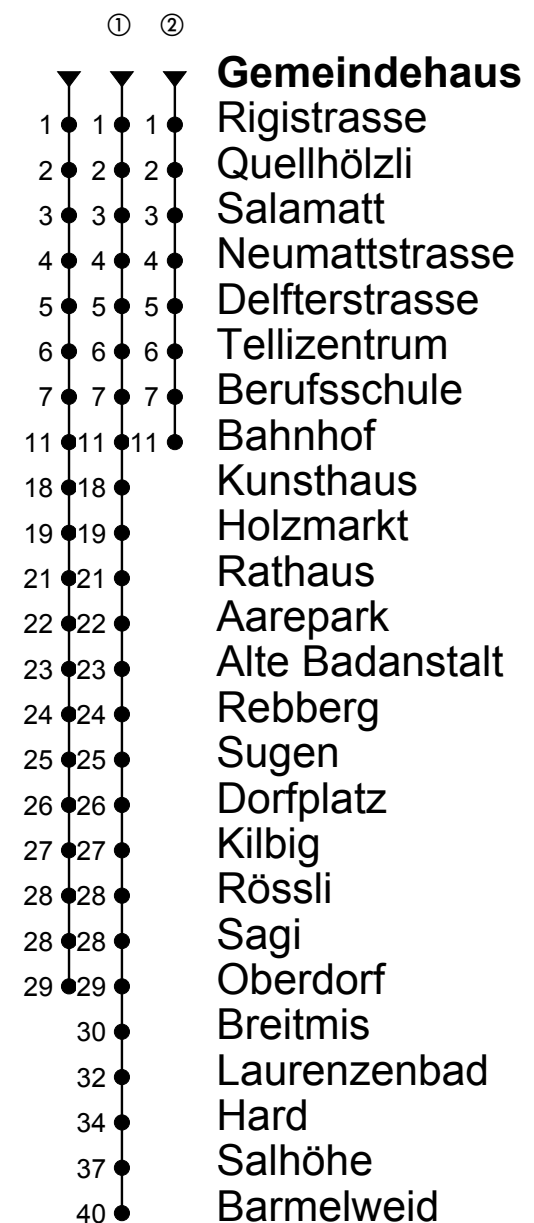 ① ②
Gemeindehaus
1 1 1 Rigistrasse
2 2 2 Quellhölzli
3 3 3 Salamatt
4 4 4 Neumattstrasse
5 5 5 Delfterstrasse
6 6 6 Tellizentrum
7 7 7 Berufsschule
11 11 11 Bahnhof
18 18 Kunsthaus
19 19 Holzmarkt
21 21 Rathaus
22 22 Aarepark
23 23 Alte Badanstalt
24 24 Rebberg
25 25 Sugen
26 26 Dorfplatz
27 27 Kilbig
28 28 Rössli
28 28 Sagi
29 29 Oberdorf
30 Breitmis
32 Laurenzenbad
34 Hard
37 Salhöhe
40 Barmelweid